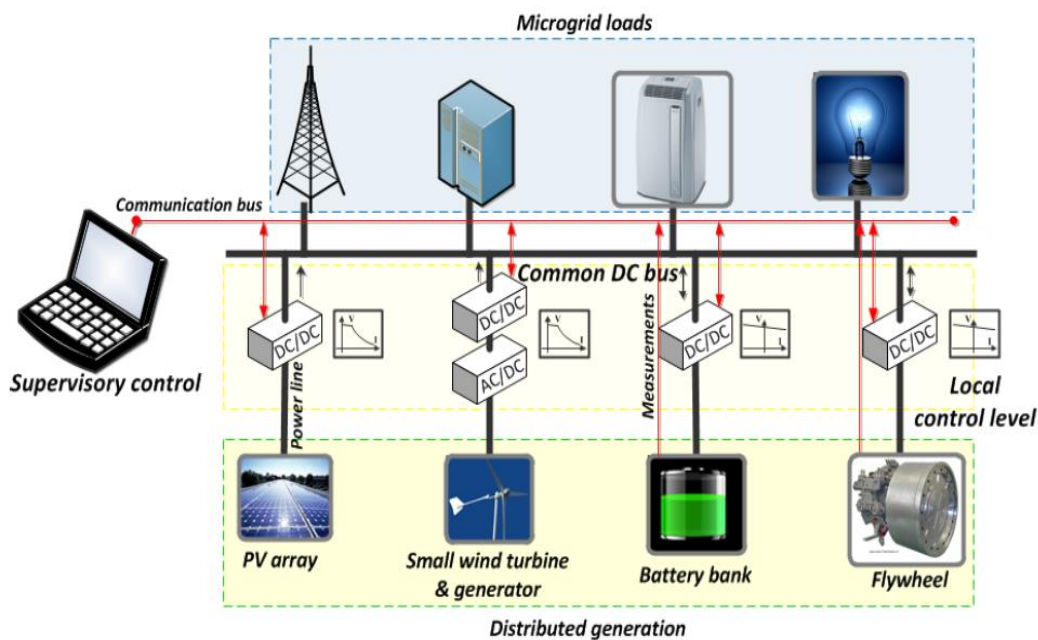 Microgrid loads
Communication bus
Common DC bus
DC/DC
V
I
Power line
DC/DC
AC/DC
V
I
Measurements
DC/DC
V
I
DC/DC
V
I
Supervisory control
Local
control level
PV array
Small wind turbine
& generator
Battery bank
Flywheel
Distributed generation